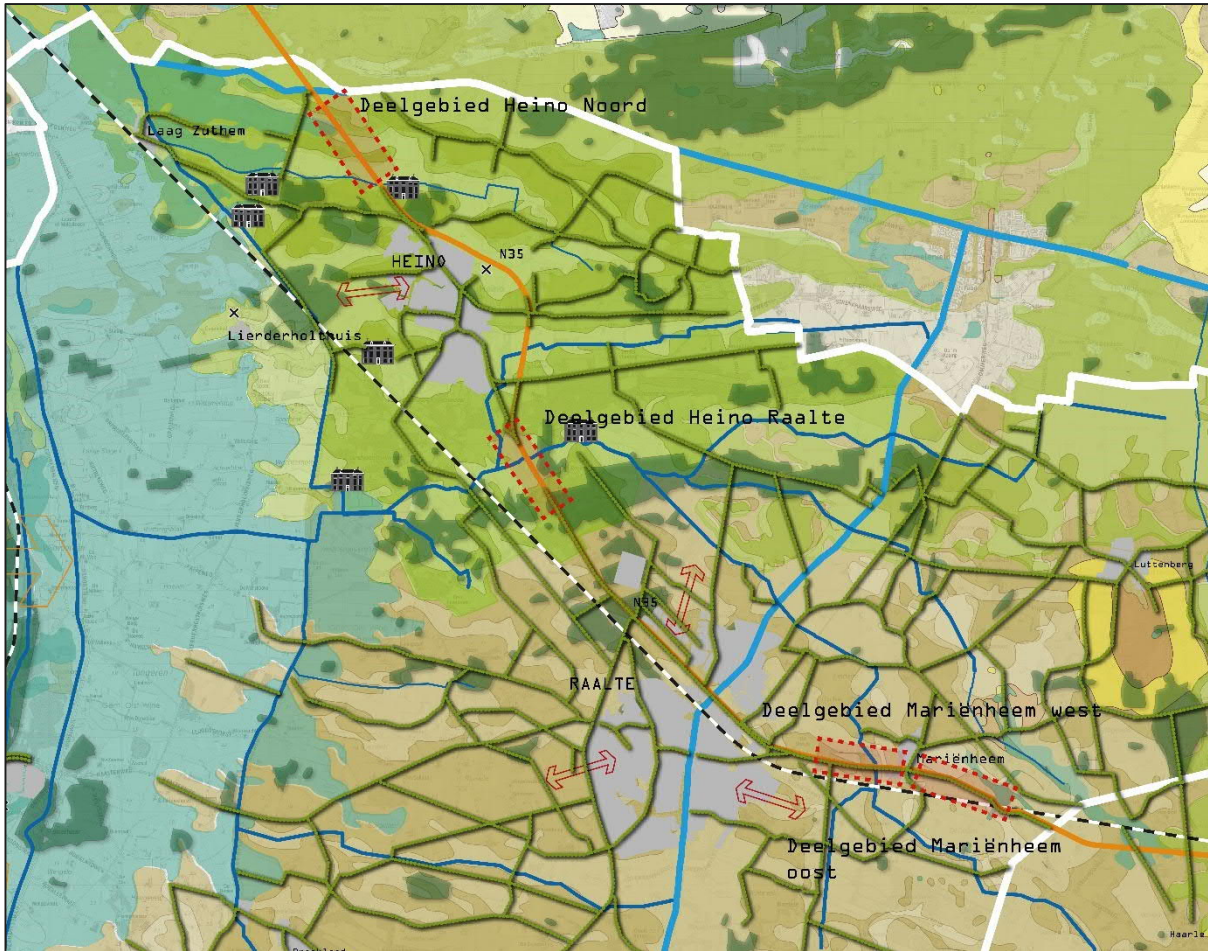 Deelgebied Heino Noord
Laag Zuthem
N35
HEINO
Lierderholthuis
Deelgebied Heino Raalte
Luttenberg
N35
RAALTE
Deelgebied Mariënheem west
Mariënheem
Deelgebied Mariënheem
oost
Haarle